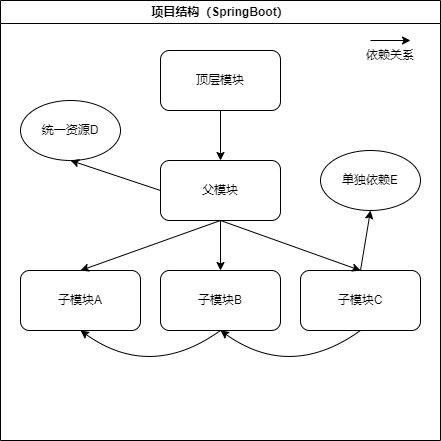 项目结构（SpringBoot）
依赖关系
顶层模块
统一资源D
父模块
单独依赖E
子模块A
子模块B
子模块C